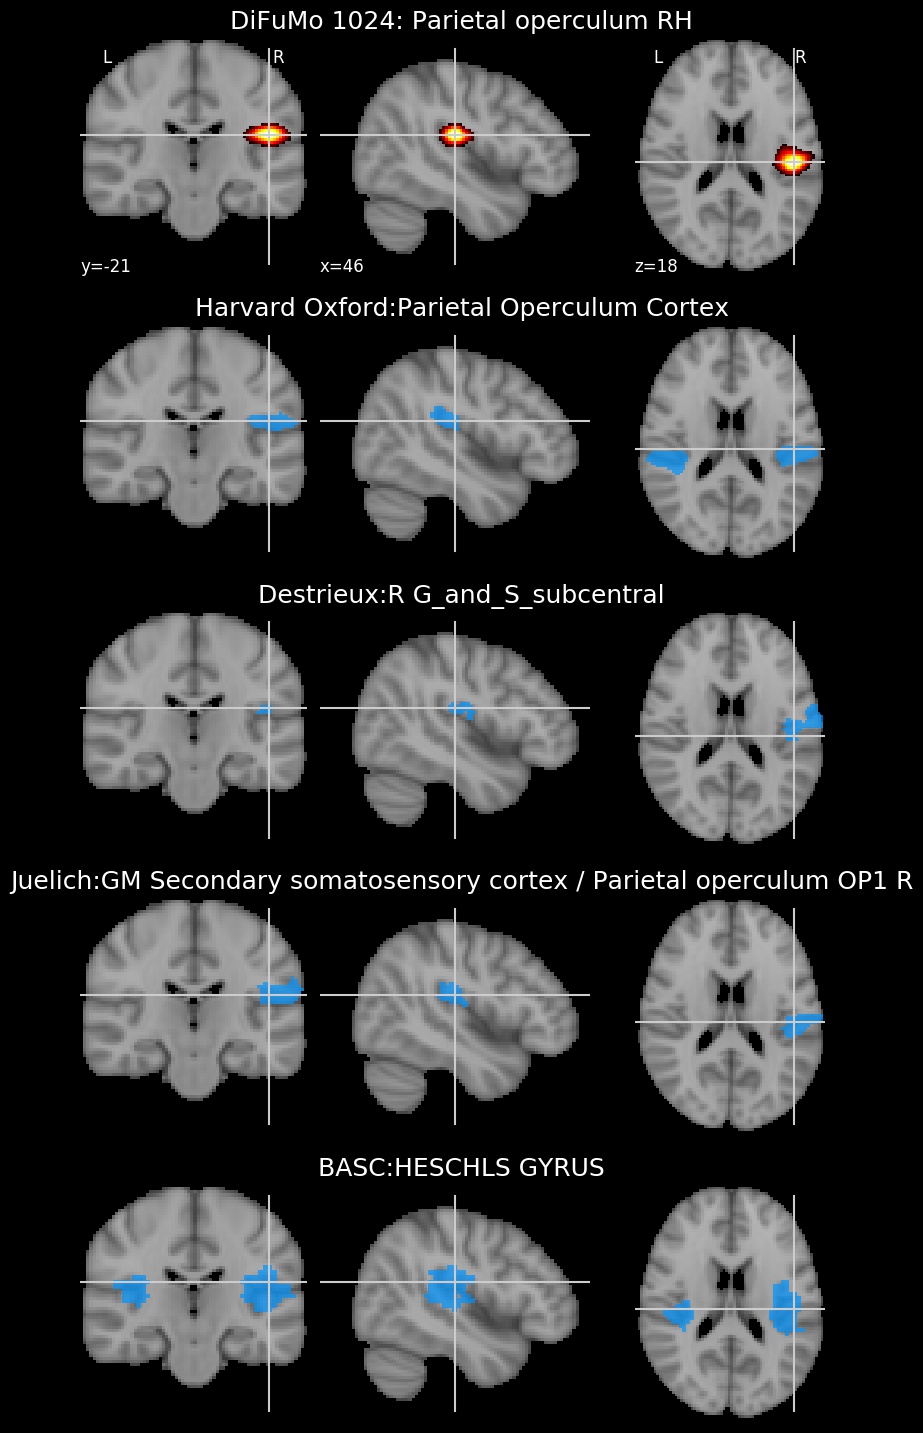 DiFuMo 1024: Parietal operculum RH
L R L R
y=-21 x=46 z=18
Harvard Oxford:Parietal Operculum Cortex
Destrieux:R G_and_S_subcentral
Juelich:GM Secondary somatosensory cortex / Parietal operculum OP1 R
BASC:HESCHLS GYRUS